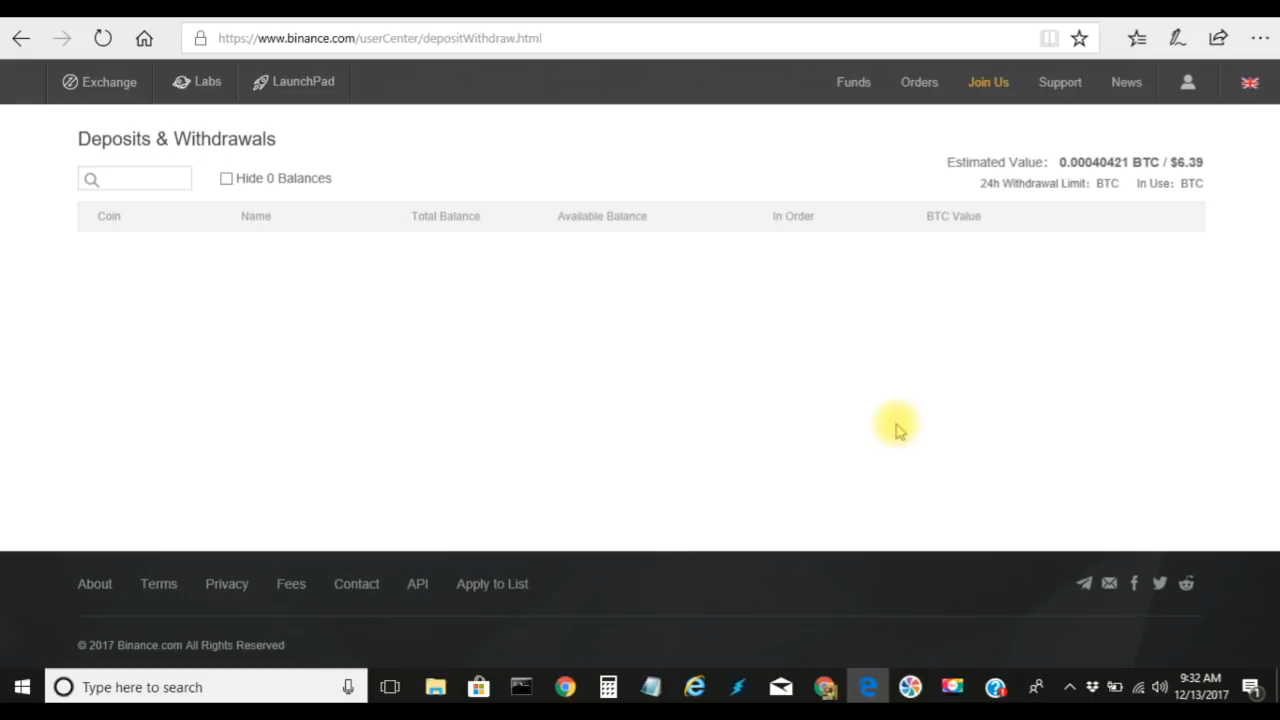 https://www.binance.com/userCenter/depositWithdraw.html
Exchange Labs LaunchPad Funds Orders Join Us Support News
Deposits & Withdrawals
Estimated Value: 0.00040421 BTC / $6.39
Hide 0 Balances
24h Withdrawal Limit: BTC In Use: BTC
Coin Name Total Balance Available Balance In Order BTC Value
About Terms Privacy Fees Contact API Apply to List
© 2017 Binance.com All Rights Reserved
Type here to search
9:32 AM
12/13/2017
1